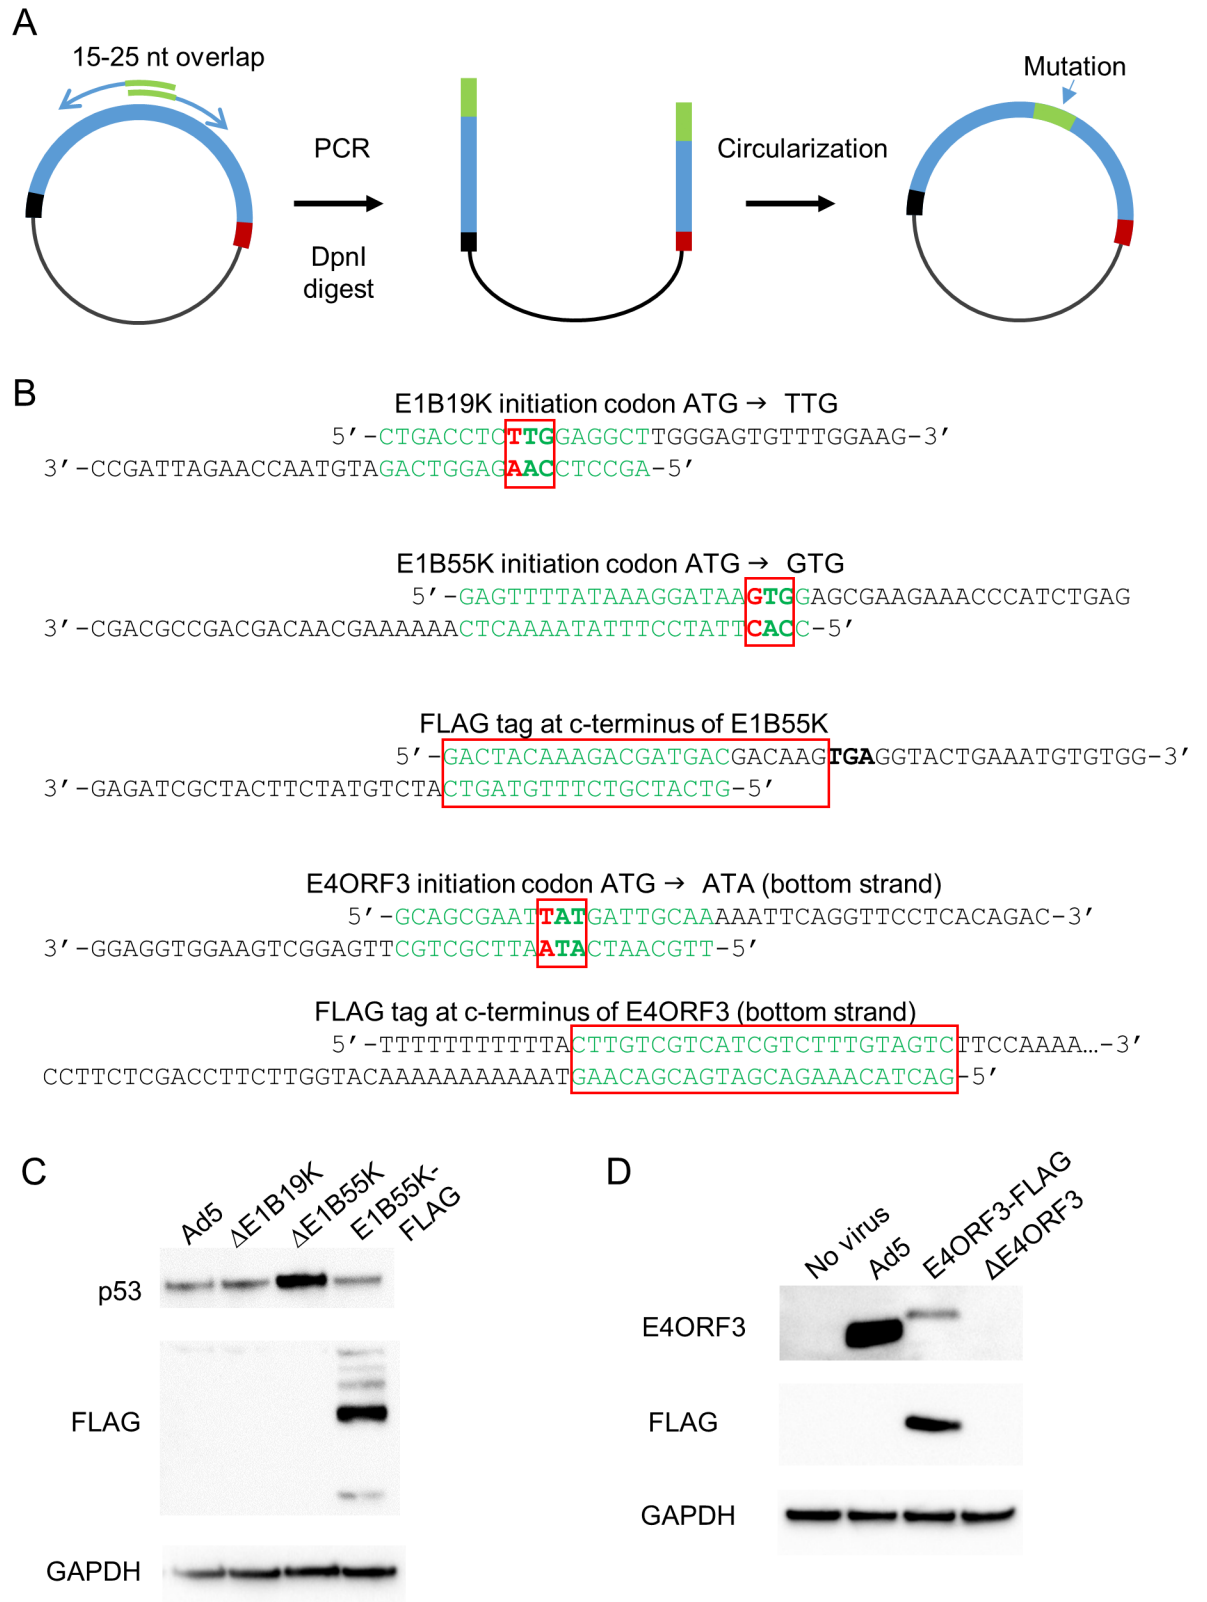 A
15-25 nt overlap
Mutation
PCR
Circularization
DpnI
digest
B
E1B19K initiation codon ATG → TTG
5′-CTGACCTCTTGGAGGCTTGGGAGTGTTTGGAAG-3′
3′-CCGATTAGAACCAATGTAGACTGGAGAACCTCCGA-5′
E1B55K initiation codon ATG → GTG
5′-GAGTTTTATAAAGGATAAGTGGAGCGAAGAAACCCATCTGAG
3′-CGACGCCGACGACAACGAAAAAACTCAAAATATTTCCTATTCACC-5′
FLAG tag at c-terminus of E1B55K
5′-GACTACAAAGACGATGACGACAAGTGAGGTACTGAAATGTGTGG-3′
3′-GAGATCGCTACTTCTATGTCTACTGATGTTTCTGCTACTG-5′
E4ORF3 initiation codon ATG → ATA (bottom strand)
5′-GCAGCGAATTATGATTGCAAAAATTCAGGTTCCTCACAGAC-3′
3′-GGAGGTGGAAGTCGGAGTTCGTCGCTTAATACTAACGTT-5′
FLAG tag at c-terminus of E4ORF3 (bottom strand)
5′-TTTTTTTTTTTACTTGTCGTCATCGTCTTTGTAGTCTTCCAAAA…-3′
CCTTCTCGACCTTCTTGGTACAAAAAAAAAAATGAACAGCAGTAGCAGAAACATCAG-5′
C
Ad5
ΔE1B19K
ΔE1B55K
E1B55K-
FLAG
p53
FLAG
GAPDH
D
No virus
Ad5
E4ORF3-FLAG
ΔE4ORF3
E4ORF3
FLAG
GAPDH